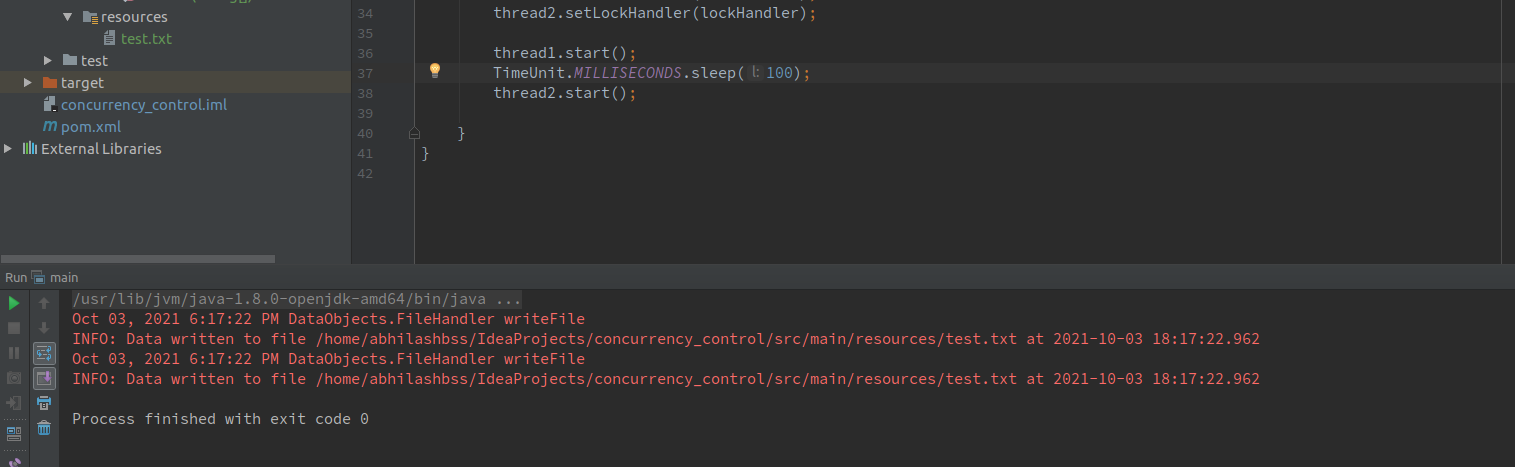 resources
test.txt
test
target
concurrency_control.iml
pom.xml
External Libraries
34 thread2.setLockHandler(lockHandler);
35
36 thread1.start();
37 TimeUnit.MILLISECONDS.sleep( l: 100);
38 thread2.start();
39
40 }
41 }
42
Run main
/usr/lib/jvm/java-1.8.0-openjdk-amd64/bin/java ...
Oct 03, 2021 6:17:22 PM DataObjects.FileHandler writeFile
INFO: Data written to file /home/abhilashbss/IdeaProjects/concurrency_control/src/main/resources/test.txt at 2021-10-03 18:17:22.962
Oct 03, 2021 6:17:22 PM DataObjects.FileHandler writeFile
INFO: Data written to file /home/abhilashbss/IdeaProjects/concurrency_control/src/main/resources/test.txt at 2021-10-03 18:17:22.962
Process finished with exit code 0